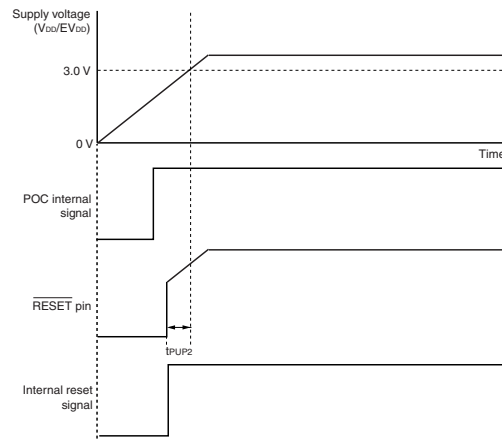 Supply voltage
(VDD/EVDD)
3.0 V
0 V
Time
POC internal
signal
RESET pin
tPUP2
Internal reset
signal